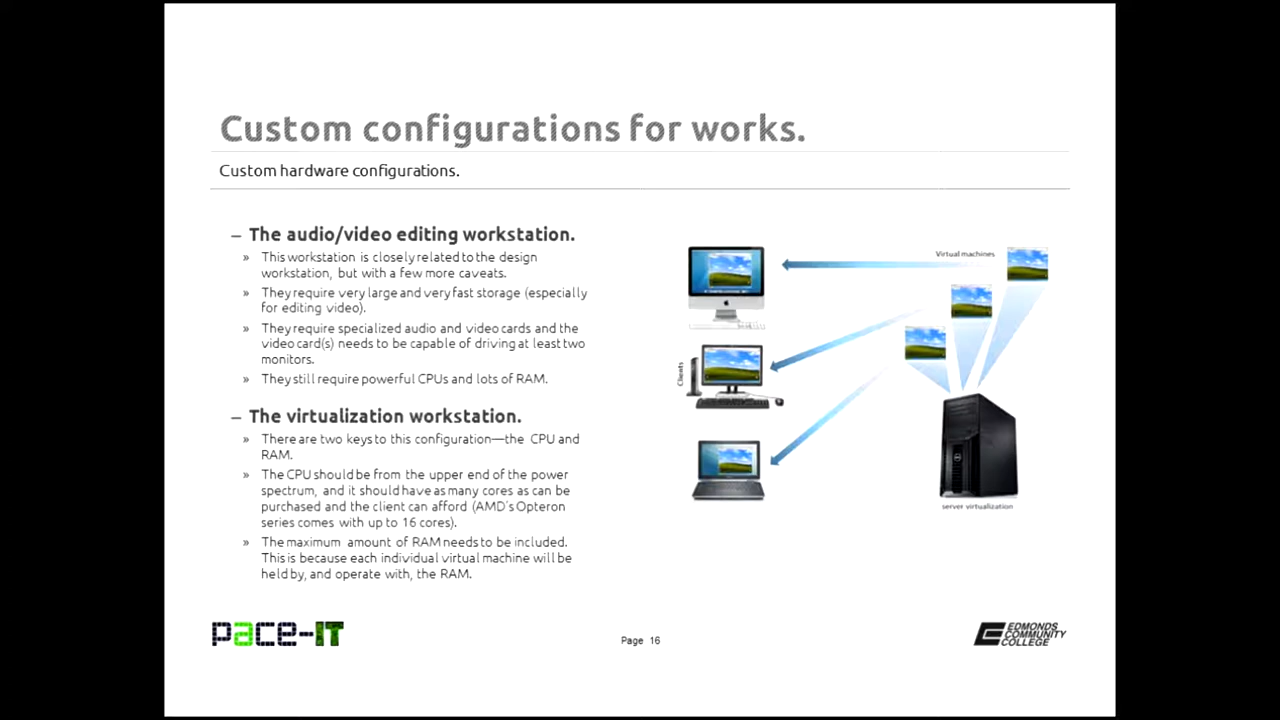 Custom configurations for works.
Custom hardware configurations.
– The audio/video editing workstation.
» This workstation is closely related to the design
workstation, but with a few more caveats.
» They require very large and very fast storage (especially
for editing video).
» They require specialized audio and video cards and the
video card(s) needs to be capable of driving at least two
monitors.
» They still require powerful CPUs and lots of RAM.
– The virtualization workstation.
» There are two keys to this configuration—the CPU and
RAM.
» The CPU should be from the upper end of the power
spectrum, and it should have as many cores as can be
purchased and the client can afford (AMD's Opteron
series comes with up to 16 cores).
» The maximum amount of RAM needs to be included.
This is because each individual virtual machine will be
held by, and operate with, the RAM.
Virtual machines
Clients
server virtualization
pace-IT
Page 16
EDMONDS
COMMUNITY
COLLEGE